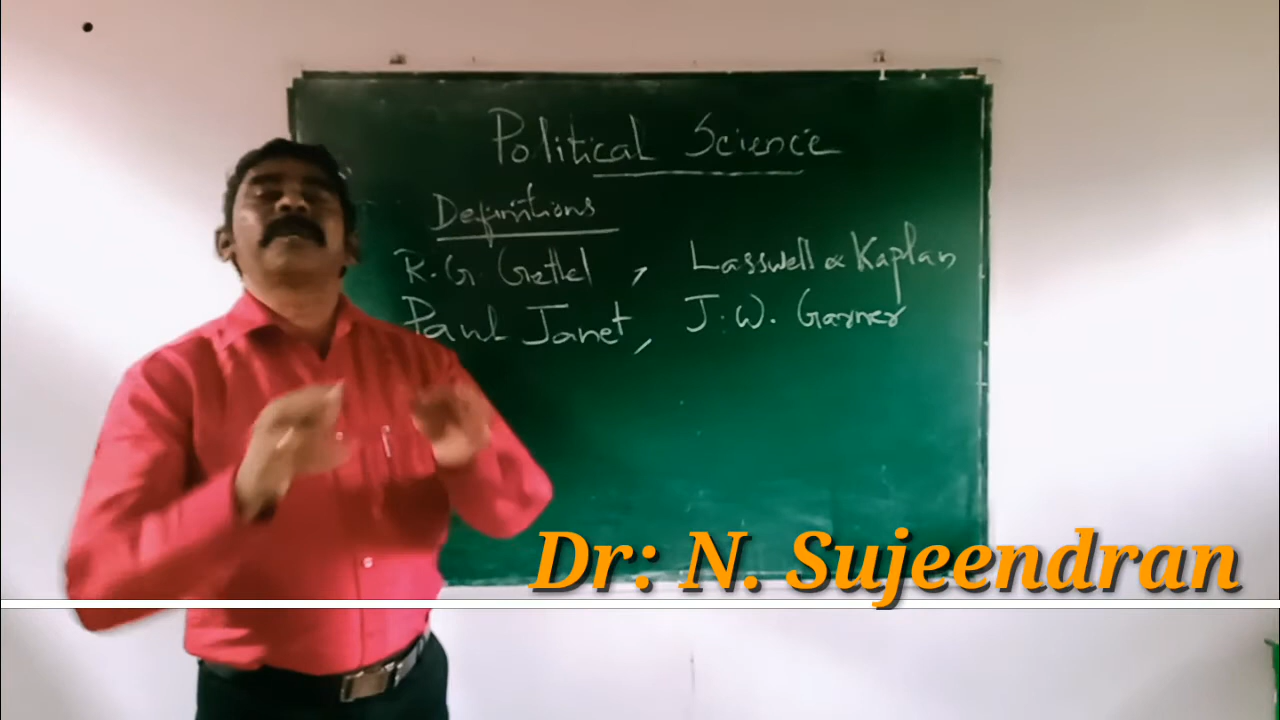 Political Science
Definitions
R. G. Gettel , Lasswell & Kaplan
Paul Janet, J. W. Garner
Dr: N. Sujeendran